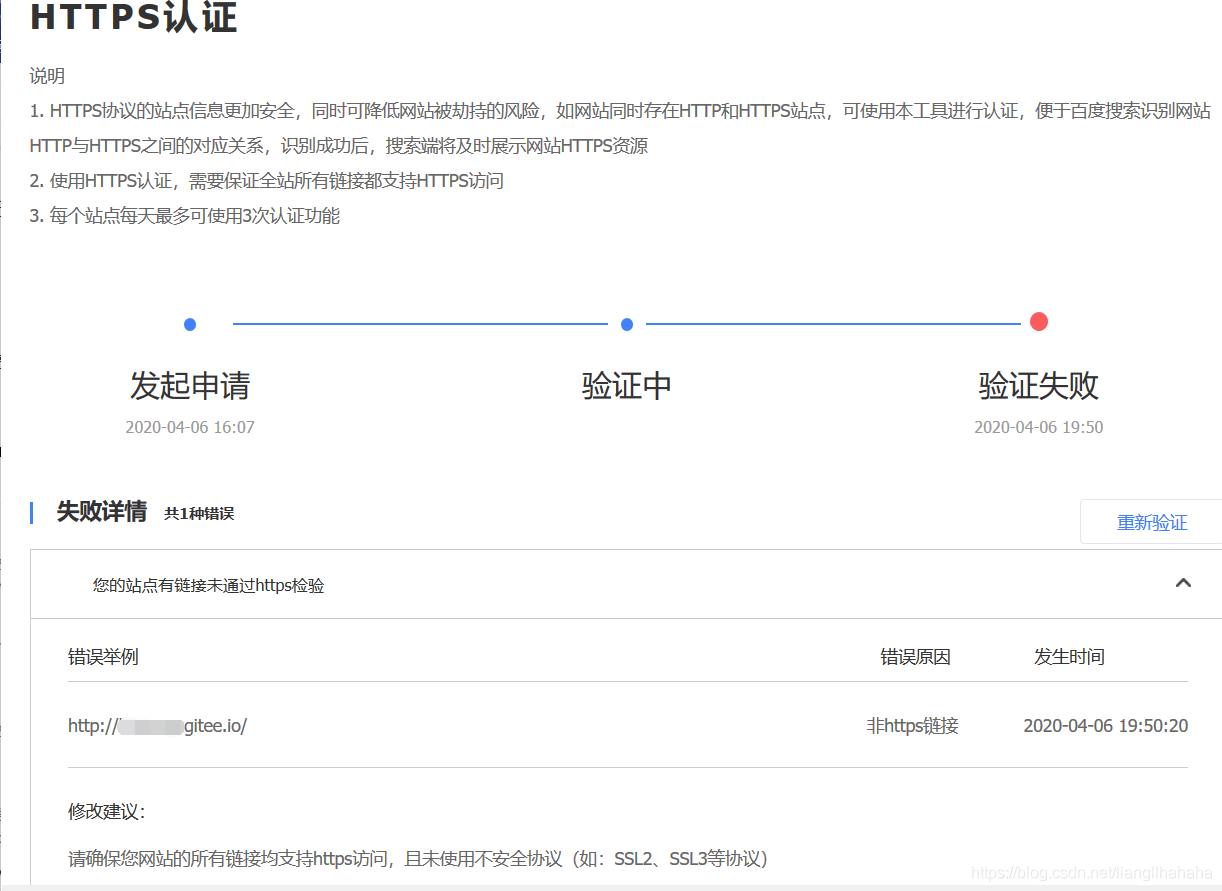 HTTPS认证
说明
1. HTTPS协议的站点信息更加安全，同时可降低网站被劫持的风险，如网站同时存在HTTP和HTTPS站点，可使用本工具进行认证，便于百度搜索识别网站
HTTP与HTTPS之间的对应关系，识别成功后，搜索端将及时展示网站HTTPS资源
2. 使用HTTPS认证，需要保证全站所有链接都支持HTTPS访问
3. 每个站点每天最多可使用3次认证功能
发起申请 验证中 验证失败
2020-04-06 16:07 2020-04-06 19:50
失败详情 共1种错误 重新验证
您的站点有链接未通过https检验
错误举例 错误原因 发生时间
http:// gitee.io/ 非https链接 2020-04-06 19:50:20
修改建议：
请确保您网站的所有链接均支持https访问，且未使用不安全协议（如：SSL2、SSL3等协议）
https://blog.csdn.net/liangllhahaha